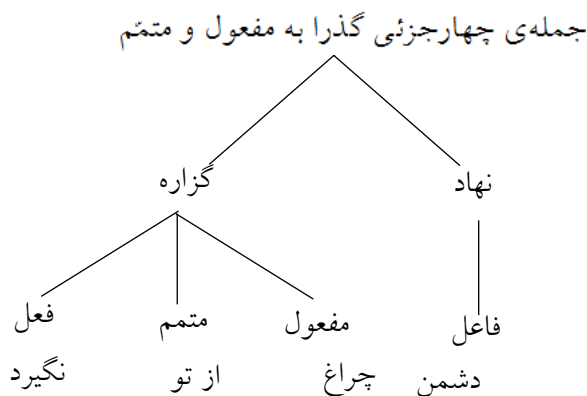 جمله‌ی چهارجزئی گذرا به مفعول و متمّم
نهاد گزاره
فاعل مفعول متمم فعل
دشمن چراغ از تو نگیرد